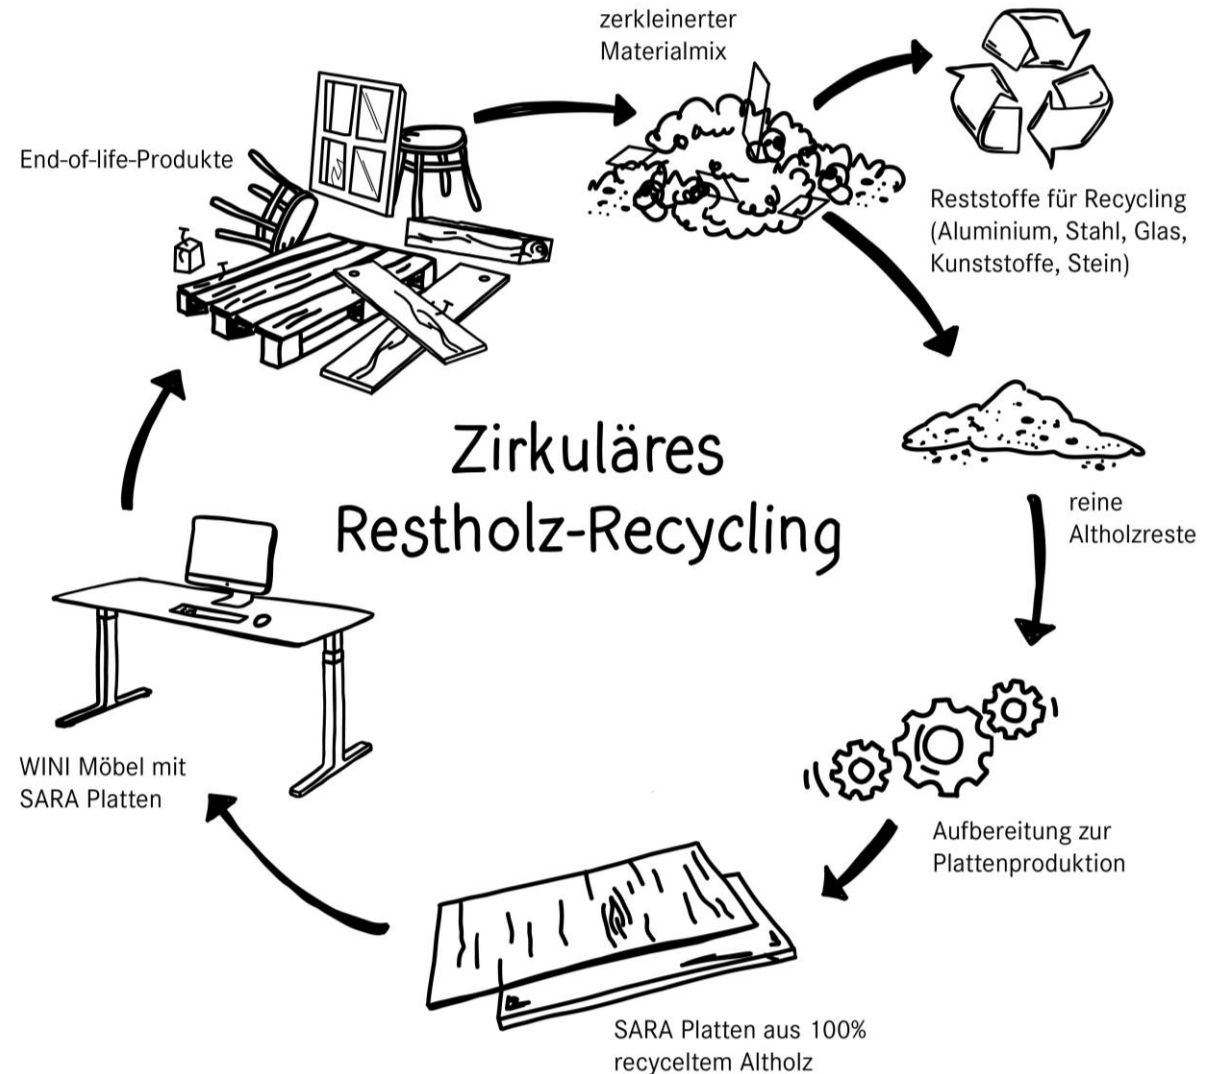 zerkleinerter
Materialmix
End-of-life-Produkte
Reststoffe für Recycling
(Aluminium, Stahl, Glas,
Kunststoffe, Stein)
Zirkuläres
Restholz-Recycling
reine
Altholzreste
WINI Möbel mit
SARA Platten
Aufbereitung zur
Plattenproduktion
SARA Platten aus 100%
recyceltem Altholz